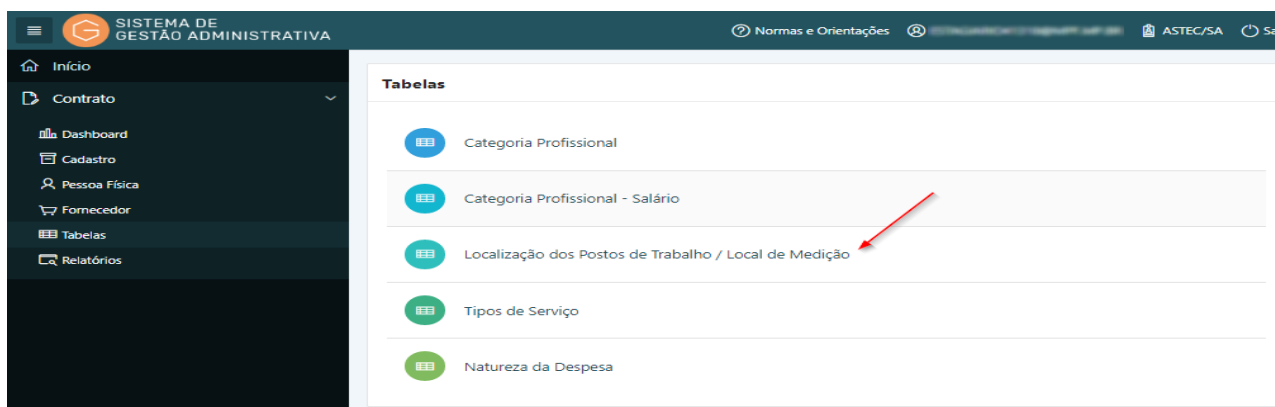 SISTEMA DE
GESTÃO ADMINISTRATIVA
Normas e Orientações
ASTEC/SA
Início
Contrato
Dashboard
Cadastro
Pessoa Física
Fornecedor
Tabelas
Relatórios
Tabelas
Categoria Profissional
Categoria Profissional - Salário
Localização dos Postos de Trabalho / Local de Medição
Tipos de Serviço
Natureza da Despesa